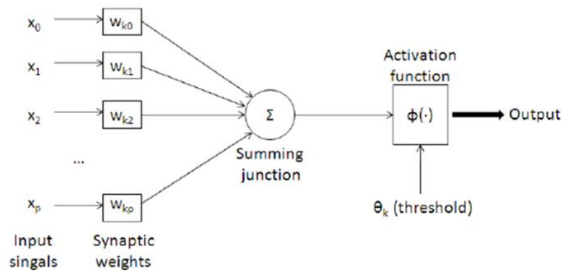 x₀ wₖ₀
x₁ wₖ₁
x₂ wₖ₂
...
xₚ wₖₚ
Input
singals
Synaptic
weights
Σ
Summing
junction
Activation
function
ϕ(·)
Output
θₖ (threshold)